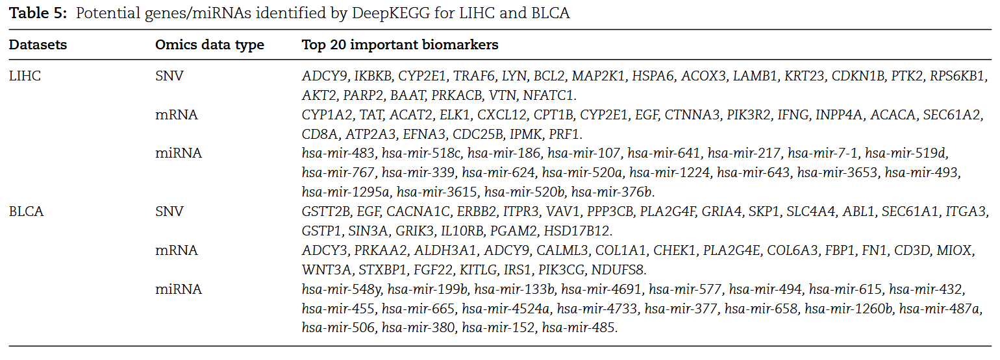 Table 5: Potential genes/miRNAs identified by DeepKEGG for LIHC and BLCA
Datasets Omics data type Top 20 important biomarkers
LIHC SNV ADCY9, IKBKB, CYP2E1, TRAF6, LYN, BCL2, MAP2K1, HSPA6, ACOX3, LAMB1, KRT23, CDKN1B, PTK2, RPS6KB1,
AKT2, PARP2, BAAT, PRKACB, VTN, NFATC1.
mRNA CYP1A2, TAT, ACAT2, ELK1, CXCL12, CPT1B, CYP2E1, EGF, CTNNA3, PIK3R2, IFNG, INPP4A, ACACA, SEC61A2,
CD8A, ATP2A3, EFNA3, CDC25B, IPMK, PRF1.
miRNA hsa-mir-483, hsa-mir-518c, hsa-mir-186, hsa-mir-107, hsa-mir-641, hsa-mir-217, hsa-mir-7-1, hsa-mir-519d,
hsa-mir-767, hsa-mir-339, hsa-mir-624, hsa-mir-520a, hsa-mir-1224, hsa-mir-643, hsa-mir-3653, hsa-mir-493,
hsa-mir-1295a, hsa-mir-3615, hsa-mir-520b, hsa-mir-376b.
BLCA SNV GSTT2B, EGF, CACNA1C, ERBB2, ITPR3, VAV1, PPP3CB, PLA2G4F, GRIA4, SKP1, SLC4A4, ABL1, SEC61A1, ITGA3,
GSTP1, SIN3A, GRIK3, IL10RB, PGAM2, HSD17B12.
mRNA ADCY3, PRKAA2, ALDH3A1, ADCY9, CALML3, COL1A1, CHEK1, PLA2G4E, COL6A3, FBP1, FN1, CD3D, MIOX,
WNT3A, STXBP1, FGF22, KITLG, IRS1, PIK3CG, NDUFS8.
miRNA hsa-mir-548y, hsa-mir-199b, hsa-mir-133b, hsa-mir-4691, hsa-mir-577, hsa-mir-494, hsa-mir-615, hsa-mir-432,
hsa-mir-455, hsa-mir-665, hsa-mir-4524a, hsa-mir-4733, hsa-mir-377, hsa-mir-658, hsa-mir-1260b, hsa-mir-487a,
hsa-mir-506, hsa-mir-380, hsa-mir-152, hsa-mir-485.